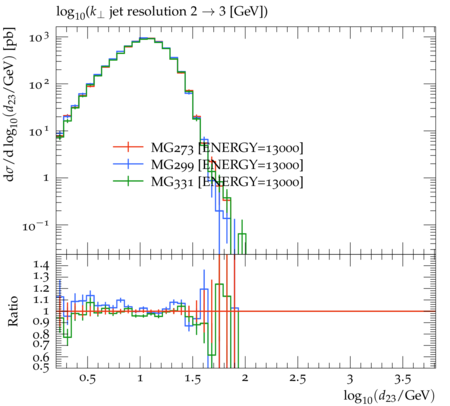 log₁₀(k⊥ jet resolution 2 → 3 [GeV])
dσ/d log₁₀(d₂₃/GeV) [pb]
10³
10²
10¹
1
10⁻¹
MG273 [ENERGY=13000]
MG299 [ENERGY=13000]
MG331 [ENERGY=13000]
Ratio
1.4
1.3
1.2
1.1
1
0.9
0.8
0.7
0.6
0.5
0.5 1 1.5 2 2.5 3 3.5
log₁₀(d₂₃/GeV)